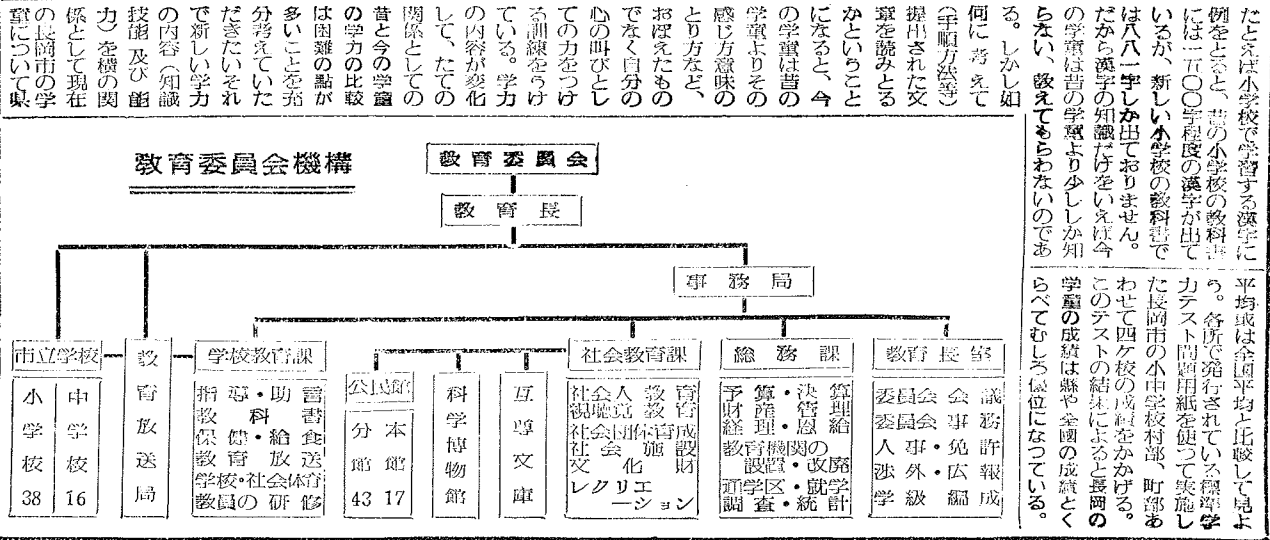 たとえば小学校で学習する漢字に
例をとると、昔の小学校の教科書
には一五〇〇字程度の漢字が出て
いるが、新しい小学校の教科書で
は八八一字しか出ておりません。
だから漢字の知識だけをいえば今
の学童は昔の学童より少ししか知
らない、教えてもらわないのであ
る。しかし如
何に考えて
(手順方法等)
提出された文
章を読みとる
かということ
になると、今
の学童は昔の
学童よりその
感じ方意味の
とり方など、
おぼえたもの
でなく自分の
心の叫びとし
ての力をつけ
る訓練をうけ
ている。学力
の内容が変化
して、たての
関係としての
昔と今の学童
の学力の比較
は困難の点が
多いことを充
分考えていた
だきたいそれ
で新しい学力
の内容(知識
技能及び能
力)を横の関
係として現在
の長岡市の学
童について県
平均或は全国平均と比較して見よ
う。各所で発行されている標準学
力テスト問題用紙を使つて実施し
た長岡市の小中学校村部、町部あ
わせて四ケ校の成績をかかげる。
このテストの結果によると長岡の
学童の成績は縣や全國の成績とく
らべてむしろ優位になつている。
教育委員会機構
教育委員会
教育長
事務局
教育長室
委員会会議
委員会事務
人事・免許
渉外・広報
学級編成
総務課
予算・決算
財産管理
経理・恩給
教育機関の
設置・改廃
通学区・就学
調査・統計
社会教育課
社会人教育
視聴覚教育
社会団体育成
社会施設
文化財
レクリエ
ーション
互尊文庫
科学博物館
公民館
本館 17
分館 43
学校教育課
指導・助言
教科書
保健・給食
教育放送
学校・社会体育
教員の研修
教育放送局
市立学校
中学校 16
小学校 38